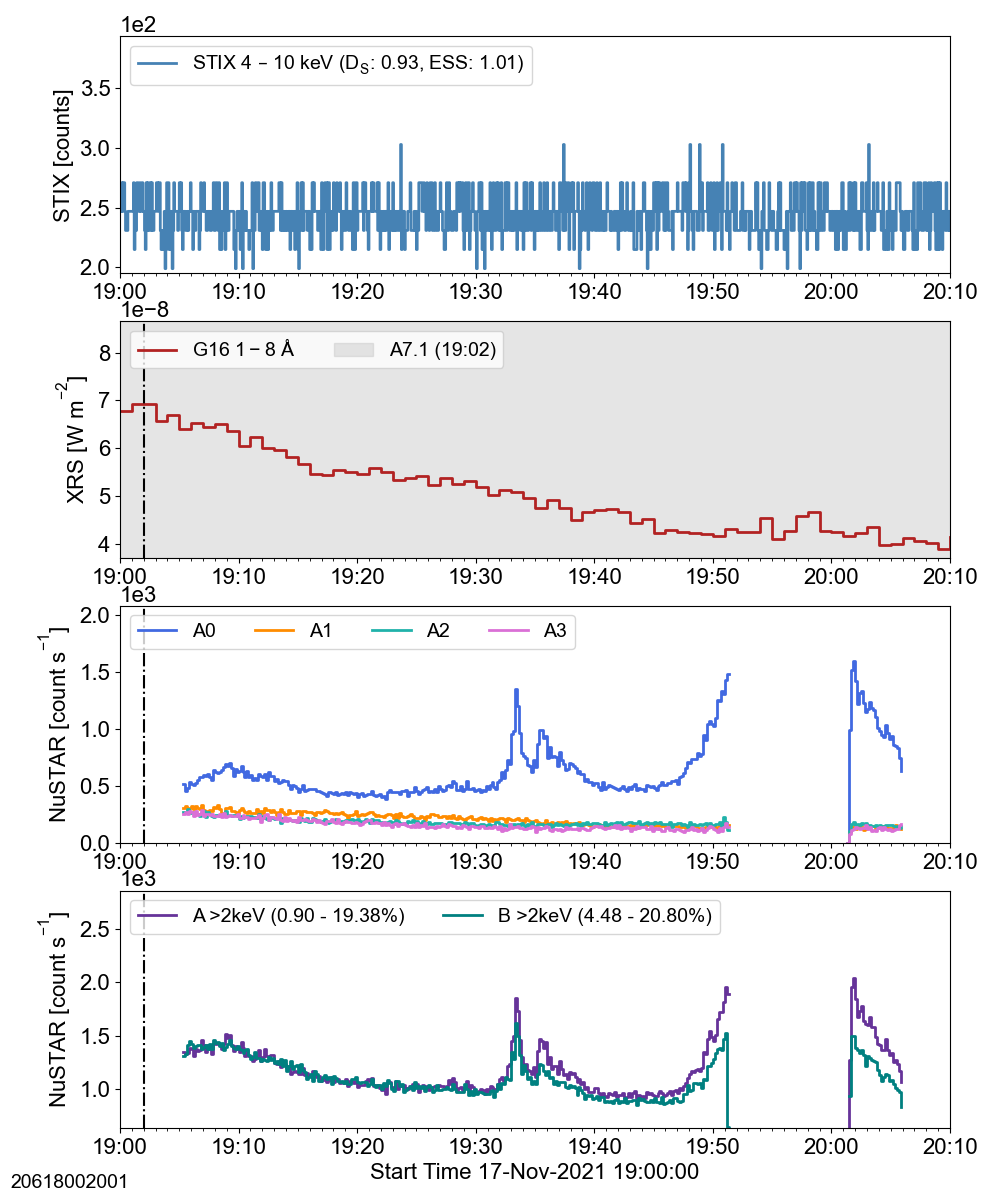 1e2
STIX 4 − 10 keV (DS: 0.93, ESS: 1.01)
STIX [counts]
3.5
3.0
2.5
2.0
19:00 19:10 19:20 19:30 19:40 19:50 20:00 20:10
1e−8
G16 1 − 8 Å A7.1 (19:02)
XRS [W m−2]
8
7
6
5
4
19:00 19:10 19:20 19:30 19:40 19:50 20:00 20:10
1e3
A0 A1 A2 A3
NuSTAR [count s−1]
2.0
1.5
1.0
0.5
0.0
19:00 19:10 19:20 19:30 19:40 19:50 20:00 20:10
1e3
A >2keV (0.90 - 19.38%) B >2keV (4.48 - 20.80%)
NuSTAR [count s−1]
2.5
2.0
1.5
1.0
19:00 19:10 19:20 19:30 19:40 19:50 20:00 20:10
Start Time 17-Nov-2021 19:00:00
20618002001